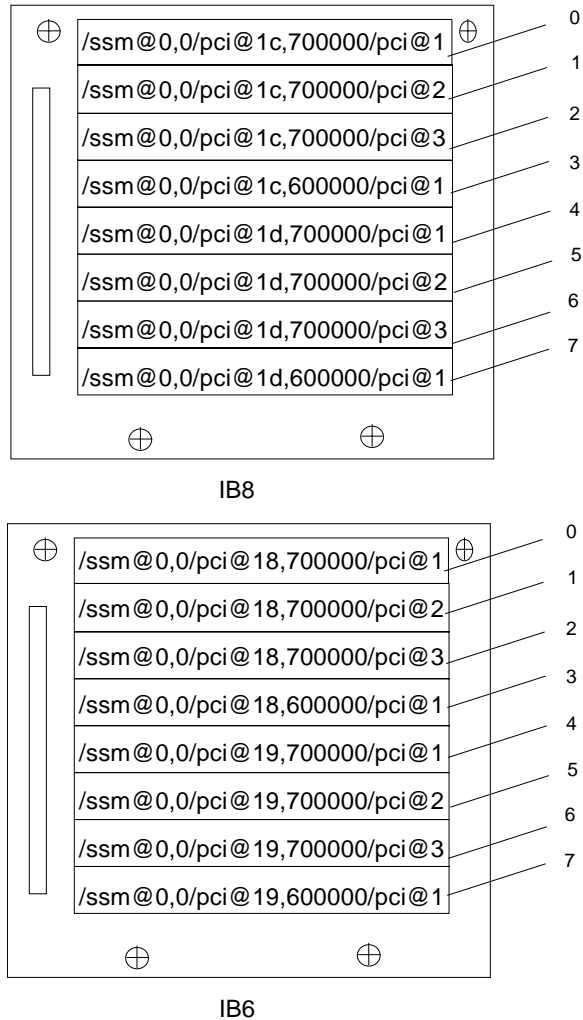 /ssm@0,0/pci@1c,700000/pci@1 0
/ssm@0,0/pci@1c,700000/pci@2 1
/ssm@0,0/pci@1c,700000/pci@3 2
/ssm@0,0/pci@1c,600000/pci@1 3
/ssm@0,0/pci@1d,700000/pci@1 4
/ssm@0,0/pci@1d,700000/pci@2 5
/ssm@0,0/pci@1d,700000/pci@3 6
/ssm@0,0/pci@1d,600000/pci@1 7
IB8
/ssm@0,0/pci@18,700000/pci@1 0
/ssm@0,0/pci@18,700000/pci@2 1
/ssm@0,0/pci@18,700000/pci@3 2
/ssm@0,0/pci@18,600000/pci@1 3
/ssm@0,0/pci@19,700000/pci@1 4
/ssm@0,0/pci@19,700000/pci@2 5
/ssm@0,0/pci@19,700000/pci@3 6
/ssm@0,0/pci@19,600000/pci@1 7
IB6